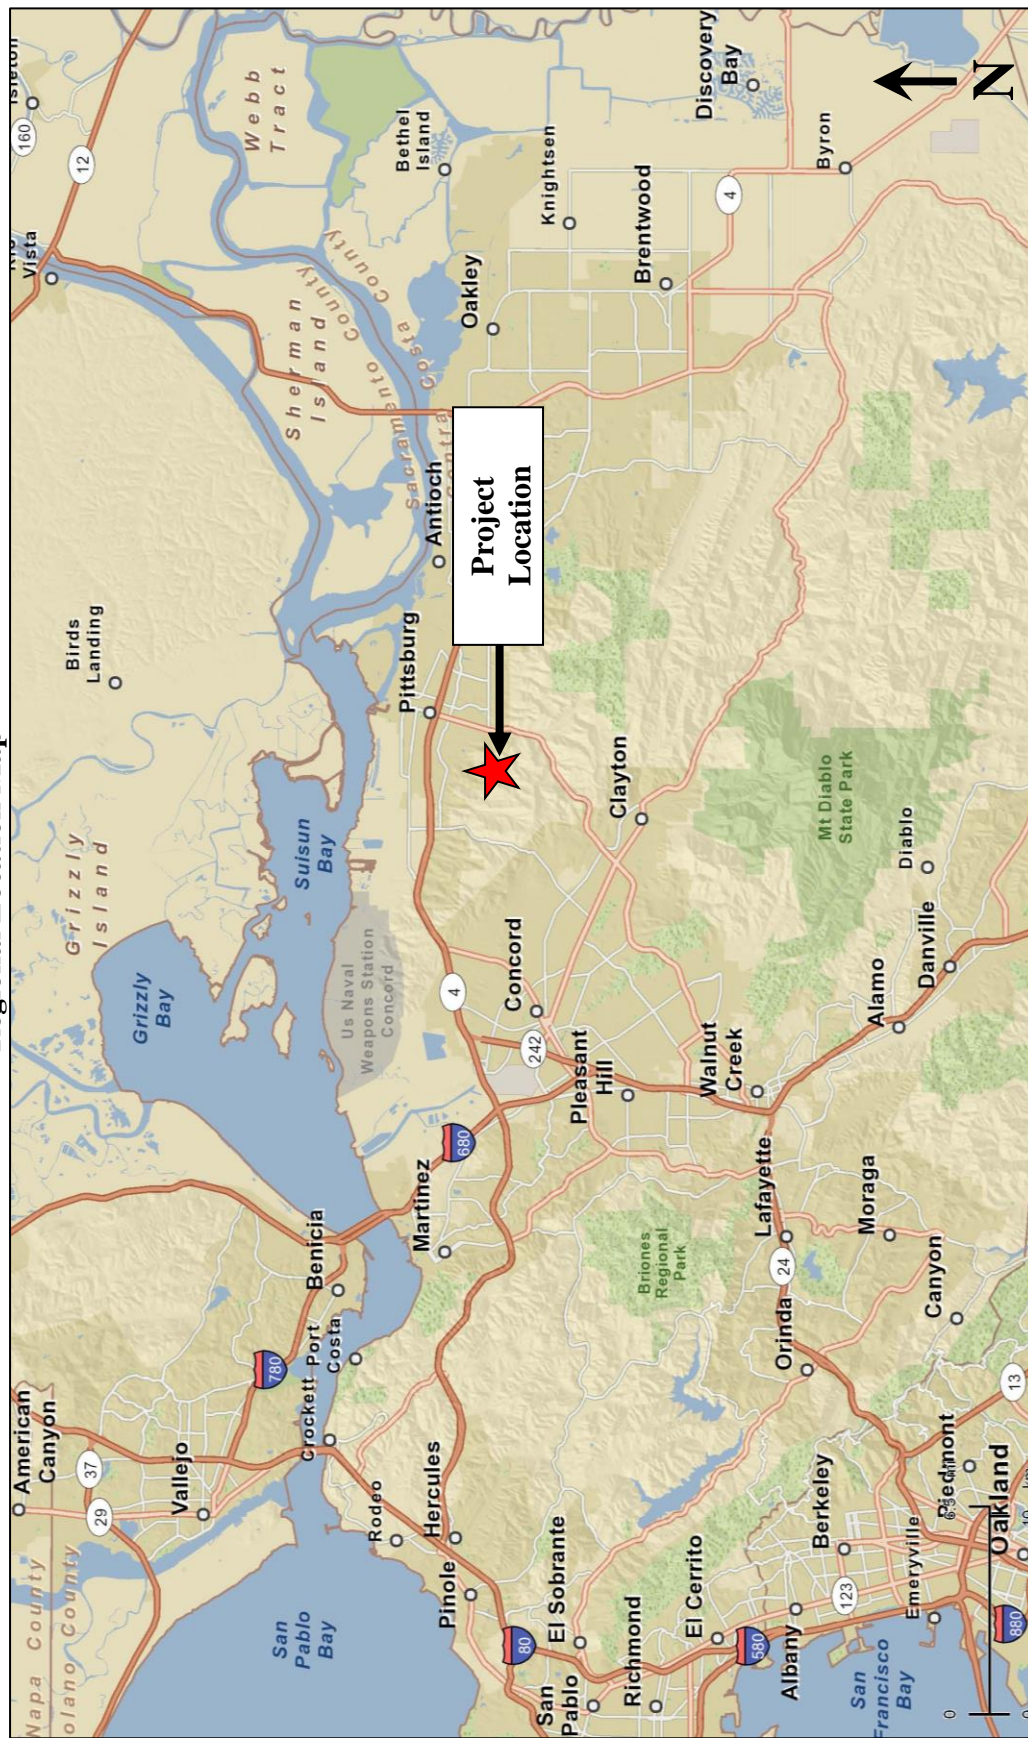 Napa County
olano County
American
Canyon
37
29
Vallejo
780
Benicia
Crockett
Port
Costa
San
Pablo
Bay
Rodeo
Hercules
Pinole
Martinez
680
Grizzly
Island
Grizzly
Bay
Suisun
Bay
Us Naval
Weapons Station
Concord
Birds
Landing
Vista
12
160
Sherman
Island
Sacramento County
Contra Costa County
Webb
Tract
Bethel
Island
Pittsburg
Antioch
Oakley
Project
Location
4
Concord
242
Pleasant
Hill
Walnut
Creek
Clayton
Knightsen
Brentwood
Discovery
Bay
4
Byron
N
80
El Sobrante
San
Pablo
Richmond
El Cerrito
580
Albany
Briones
Regional
Park
Lafayette
24
Orinda
Moraga
Canyon
Alamo
Danville
Diablo
Mt Diablo
State Park
123
Berkeley
Emeryville
Piedmont
13
Oakland
880
San
Francisco
Bay
0
0